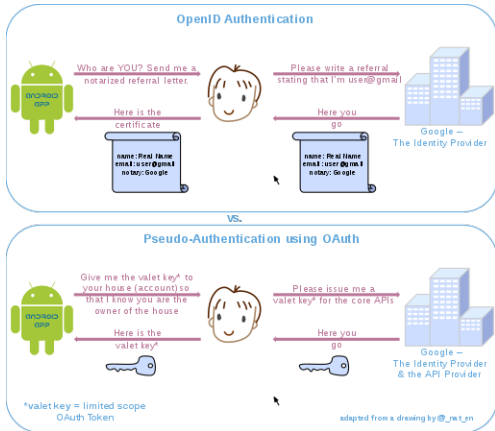 OpenID Authentication
Who are YOU? Send me a
notarized referral letter.
Please write a referral
stating that I'm user@gmail
ANDROID
APP
Here is the
certificate
Here you
go
Google –
The Identity Provider
name: Real Name
email: user@gmail
notary: Google
name: Real Name
email: user@gmail
notary: Google
vs.
Pseudo-Authentication using OAuth
Give me the valet key* to
your house (account) so
that I know you are the
owner of the house
Please issue me a
valet key* for the core APIs
ANDROID
APP
Here is the
valet key*
Here you
go
Google –
The Identity Provider
& the API Provider
*valet key = limited scope
OAuth Token
adapted from a drawing by @_nat_en